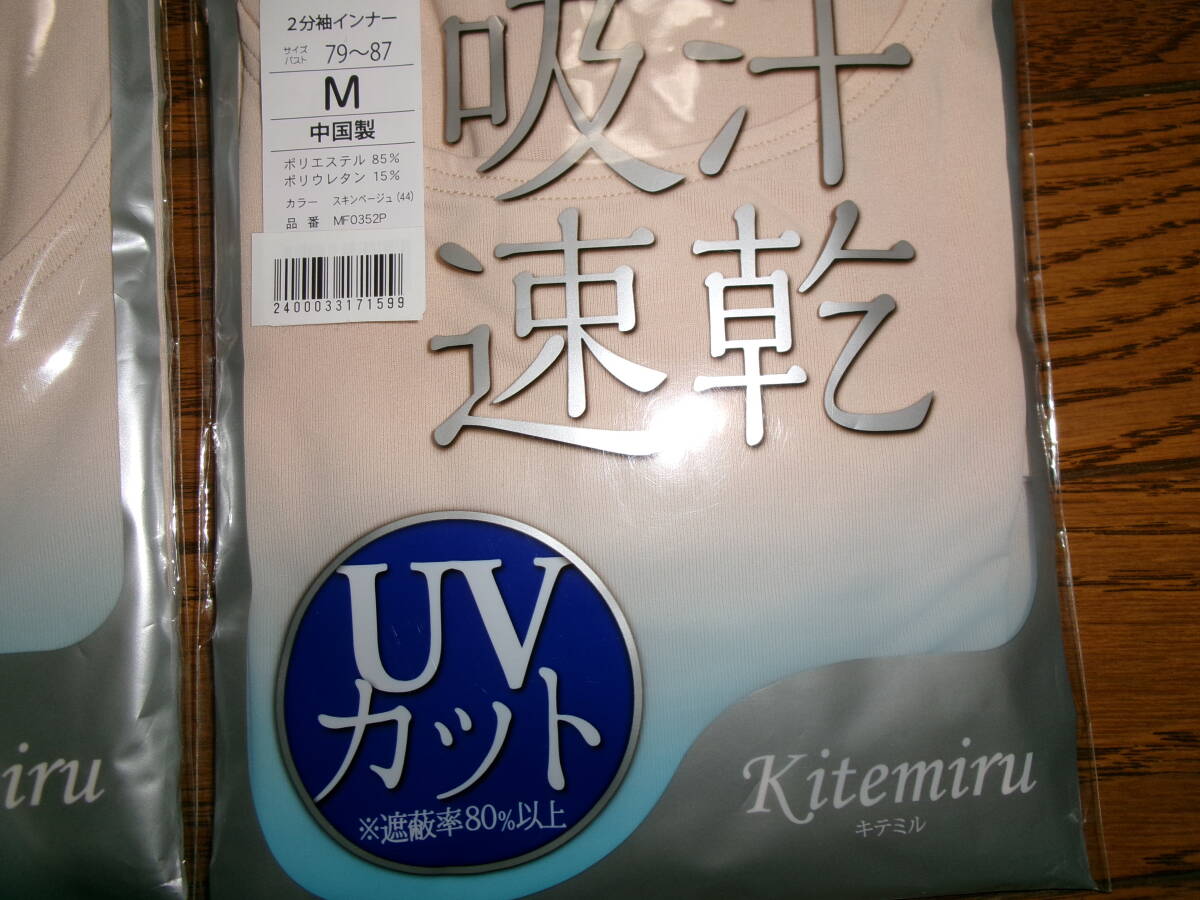 2分袖インナー
サイズ
バスト 79～87
M
中国製
ポリエステル 85%
ポリウレタン 15%
カラー スキンベージュ (44)
品 番 MF0352P
2400033171599
吸汗
速乾
UV
カット
※遮蔽率80%以上
Kitemiru
キテミル
iru